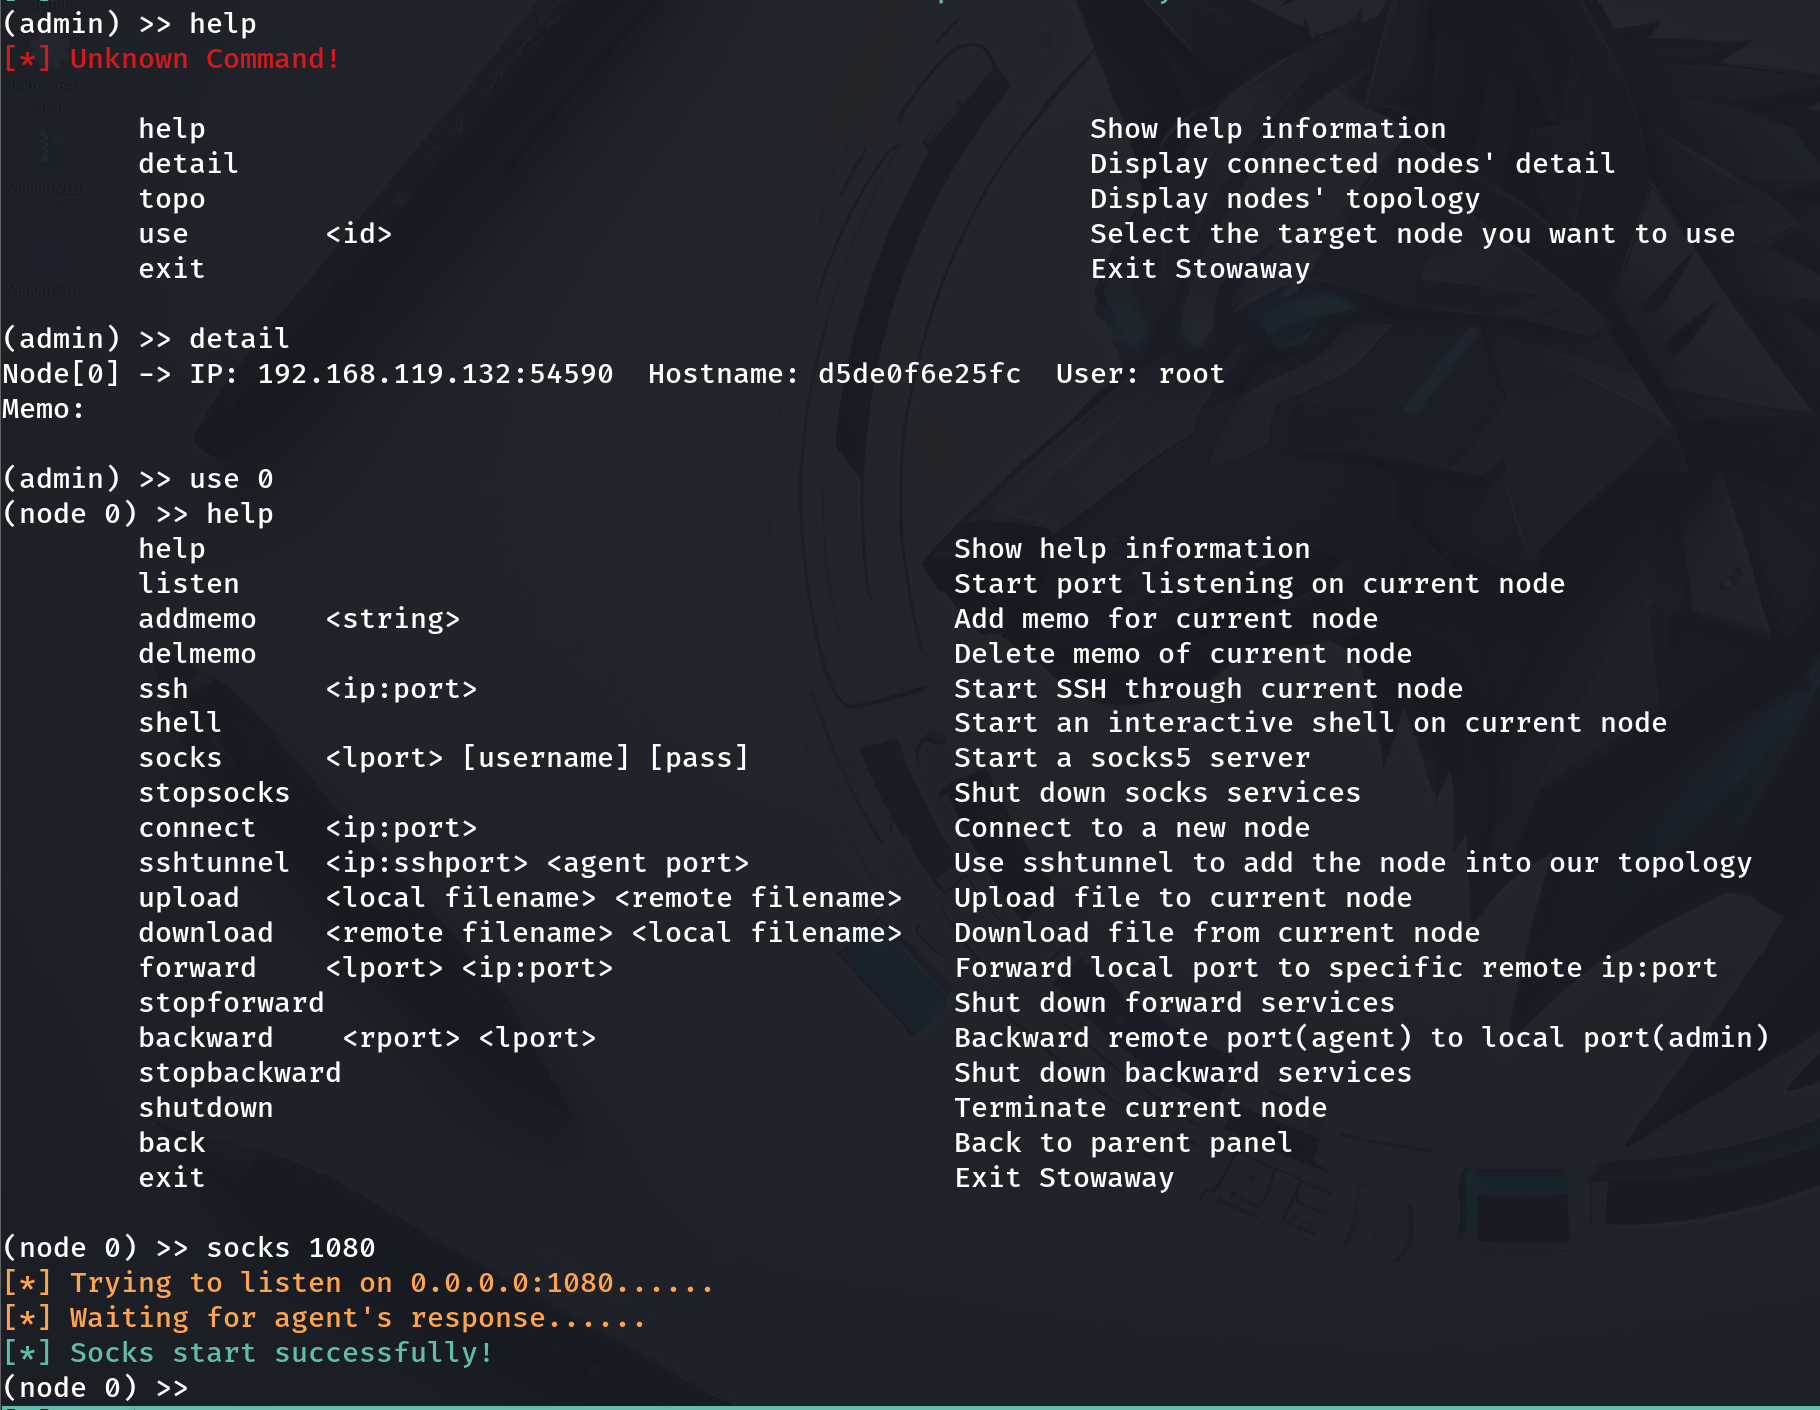 (admin) >> help
[*] Unknown Command!
help Show help information
detail Display connected nodes' detail
topo Display nodes' topology
use <id> Select the target node you want to use
exit Exit Stowaway
(admin) >> detail
Node[0] -> IP: 192.168.119.132:54590 Hostname: d5de0f6e25fc User: root
Memo:
(admin) >> use 0
(node 0) >> help
help Show help information
listen Start port listening on current node
addmemo <string> Add memo for current node
delmemo Delete memo of current node
ssh <ip:port> Start SSH through current node
shell Start an interactive shell on current node
socks <lport> [username] [pass] Start a socks5 server
stopsocks Shut down socks services
connect <ip:port> Connect to a new node
sshtunnel <ip:sshport> <agent port> Use sshtunnel to add the node into our topology
upload <local filename> <remote filename> Upload file to current node
download <remote filename> <local filename> Download file from current node
forward <lport> <ip:port> Forward local port to specific remote ip:port
stopforward Shut down forward services
backward <rport> <lport> Backward remote port(agent) to local port(admin)
stopbackward Shut down backward services
shutdown Terminate current node
back Back to parent panel
exit Exit Stowaway
(node 0) >> socks 1080
[*] Trying to listen on 0.0.0.0:1080......
[*] Waiting for agent's response......
[*] Socks start successfully!
(node 0) >>